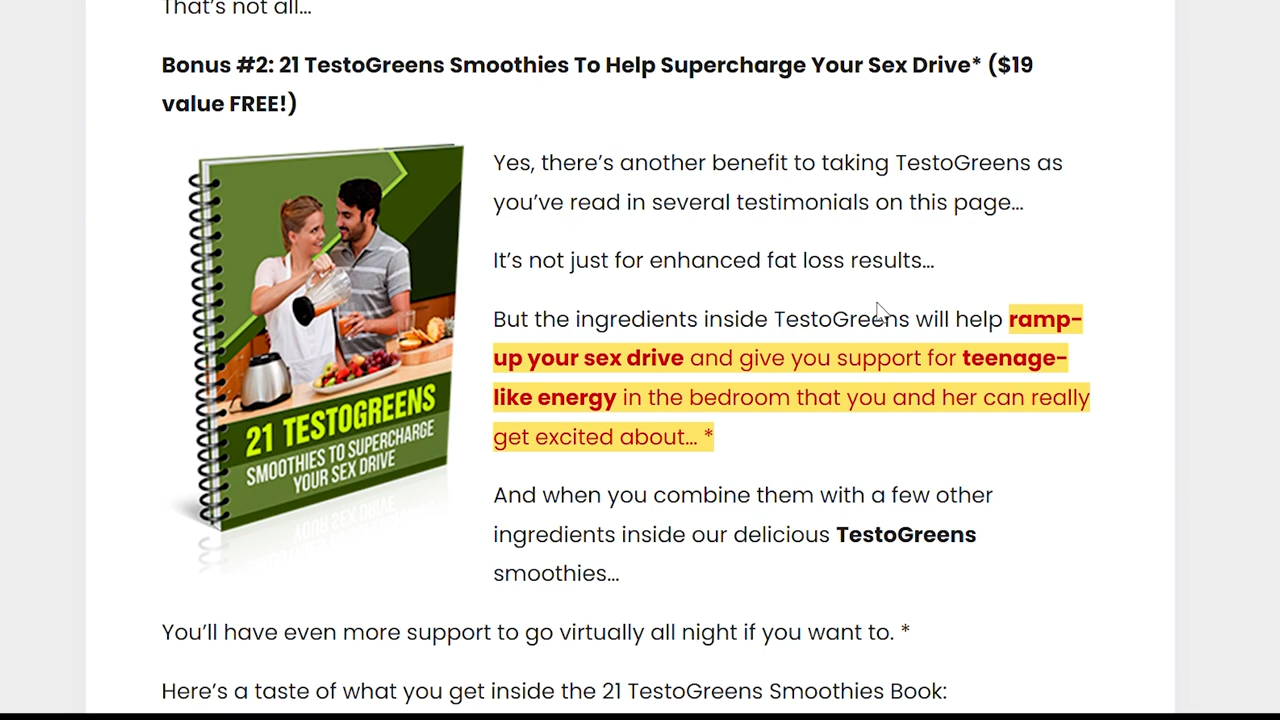 That’s not all…
Bonus #2: 21 TestoGreens Smoothies To Help Supercharge Your Sex Drive* ($19
value FREE!)
Yes, there’s another benefit to taking TestoGreens as
you’ve read in several testimonials on this page…
It’s not just for enhanced fat loss results…
But the ingredients inside TestoGreens will help ramp-
up your sex drive and give you support for teenage-
like energy in the bedroom that you and her can really
get excited about… *
21 TESTOGREENS
SMOOTHIES TO SUPERCHARGE
YOUR SEX DRIVE
And when you combine them with a few other
ingredients inside our delicious TestoGreens
smoothies…
You’ll have even more support to go virtually all night if you want to. *
Here’s a taste of what you get inside the 21 TestoGreens Smoothies Book: